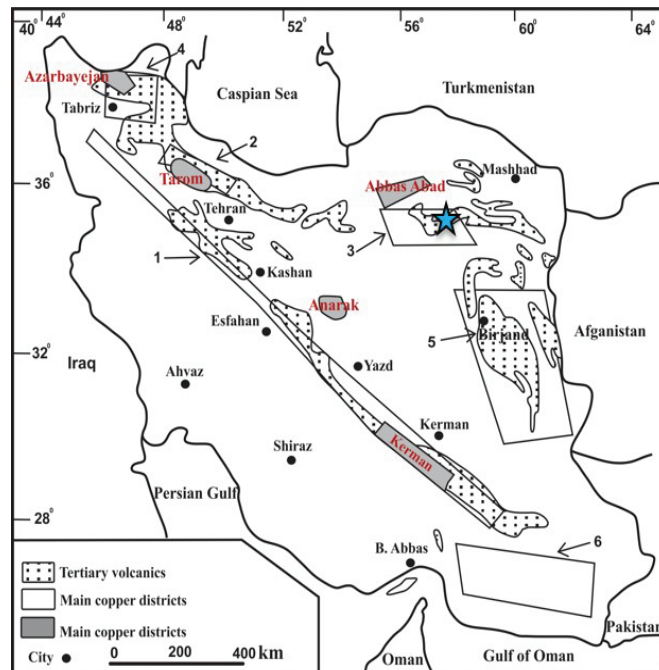 40° 44° 48 52 56 60
4
Azarbayejan
Tabriz
Caspian Sea
Turkmenistan
2
Mashhad
36
Tarom
Abbas Abad
Tehran
3
1
Kashan
Anarak
Esfahan
5
Birjand
Afganistan
Iraq
32
Yazd
Ahvaz
Kerman
Shiraz
Kerman
Persian Gulf
28
6
B. Abbas
Tertiary volcanics
Main copper districts
Main copper districts
City
0 200 400 km
Pakistan
Oman
Gulf of Oman